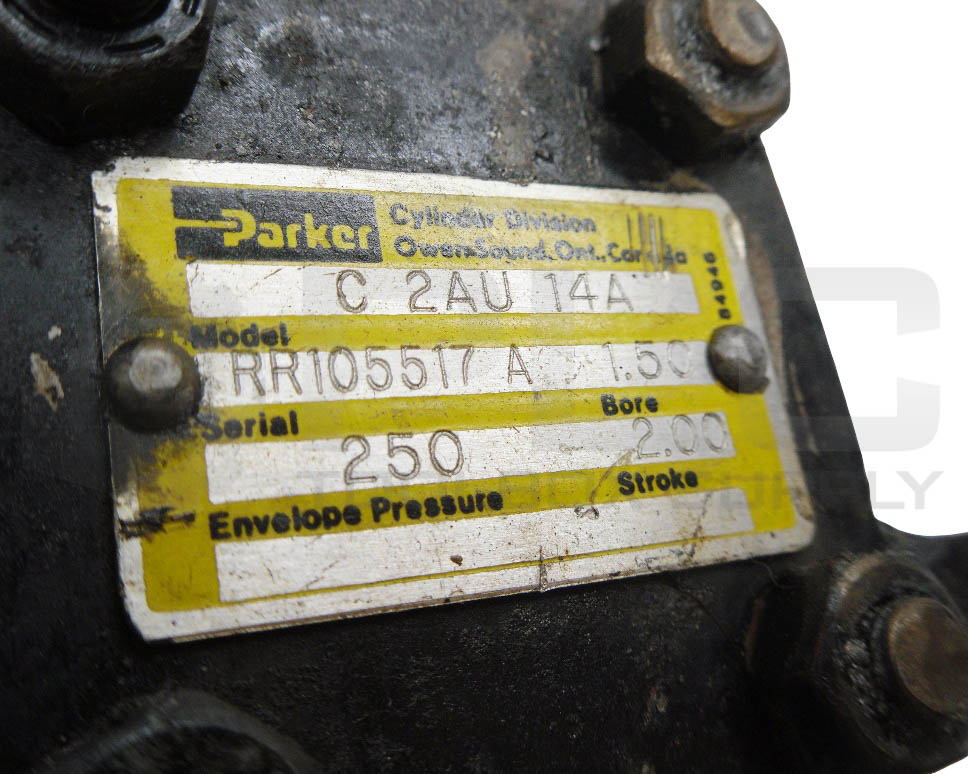 Parker
Cylinder Division
Owen Sound, Ont., Canada
C 2AU 14A
84946
Model
RR105517 A 1.50
Serial Bore
250 2.00
Envelope Pressure Stroke